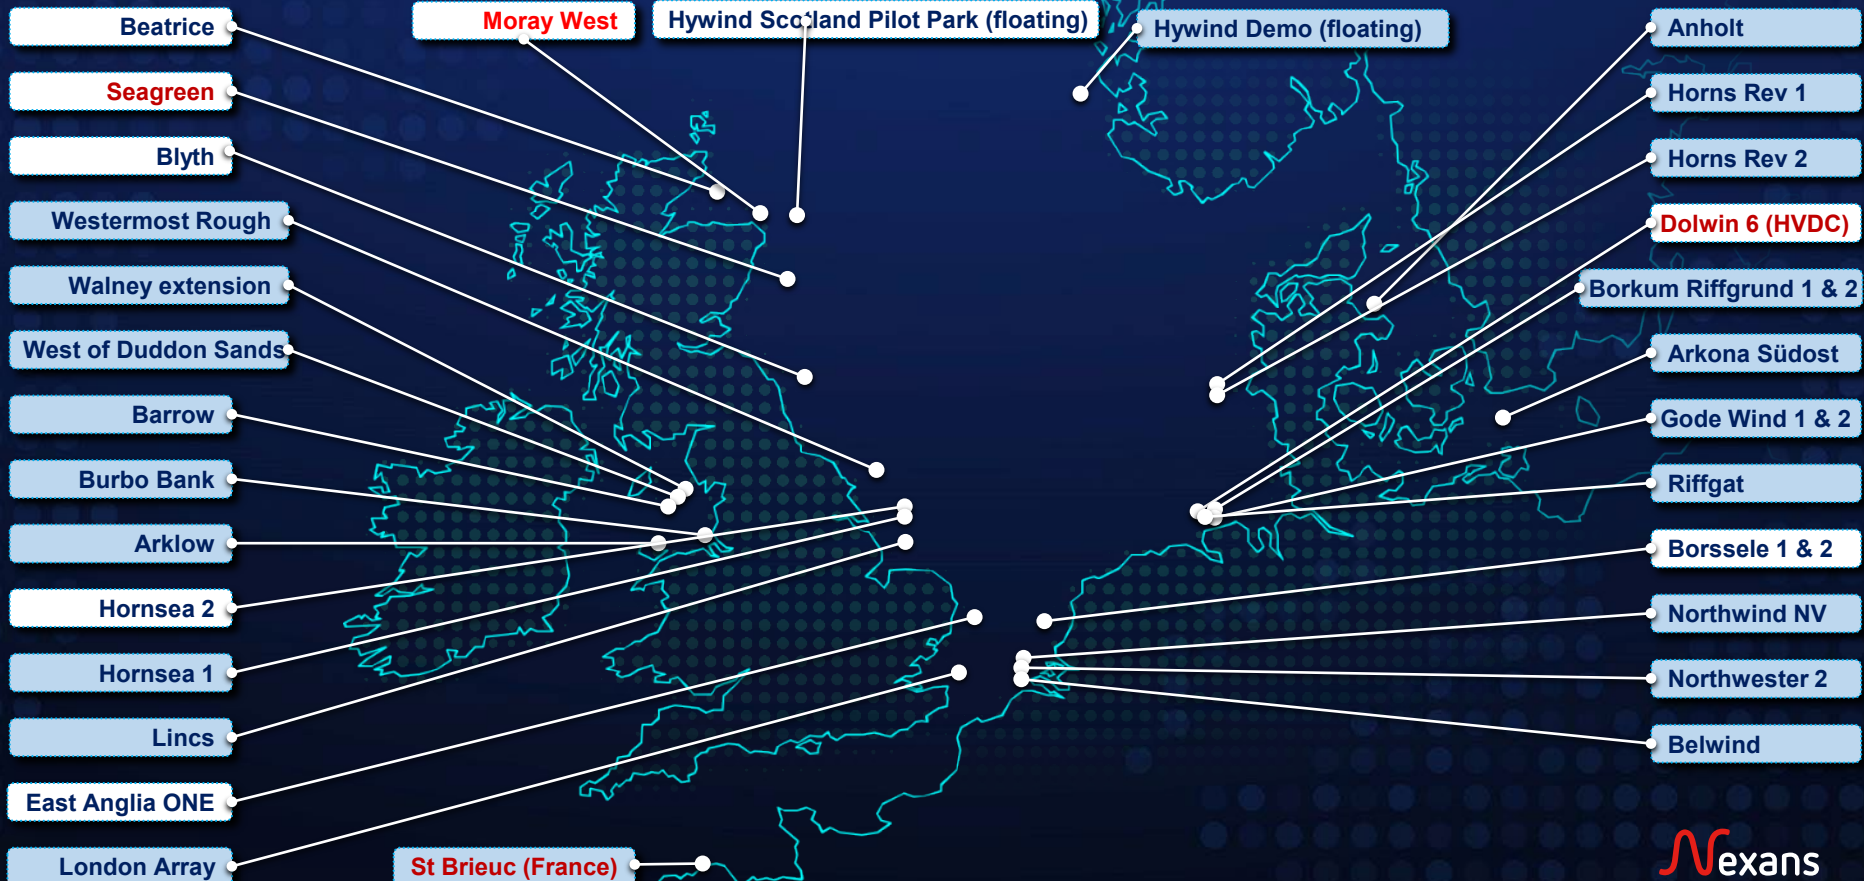 Beatrice
Moray West
Hywind Scotland Pilot Park (floating)
Hywind Demo (floating)
Anholt
Seagreen
Horns Rev 1
Blyth
Horns Rev 2
Westermost Rough
Dolwin 6 (HVDC)
Walney extension
Borkum Riffgrund 1 & 2
West of Duddon Sands
Arkona Südost
Barrow
Gode Wind 1 & 2
Burbo Bank
Riffgat
Arklow
Borssele 1 & 2
Hornsea 2
Northwind NV
Hornsea 1
Northwester 2
Lincs
Belwind
East Anglia ONE
London Array
St Brieuc (France)
Nexans